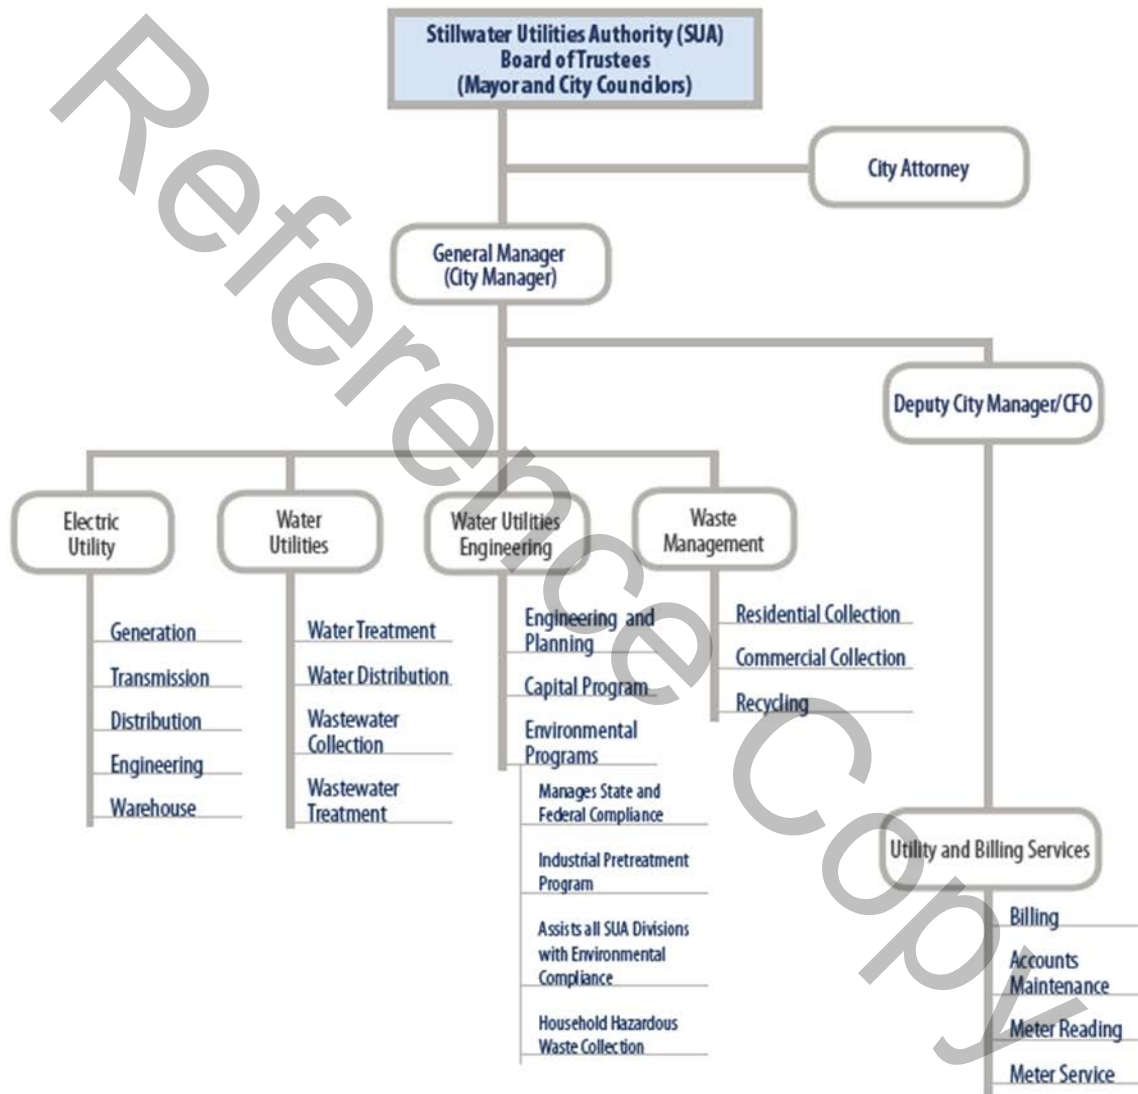 Stillwater Utilities Authority (SUA)
Board of Trustees
(Mayor and City Councilors)
City Attorney
General Manager
(City Manager)
Deputy City Manager/CFO
Electric
Utility
Generation
Transmission
Distribution
Engineering
Warehouse
Water
Utilities
Water Treatment
Water Distribution
Wastewater
Collection
Wastewater
Treatment
Water Utilities
Engineering
Engineering and
Planning
Capital Program
Environmental
Programs
Manages State and
Federal Compliance
Industrial Pretreatment
Program
Assists all SUA Divisions
with Environmental
Compliance
Household Hazardous
Waste Collection
Waste
Management
Residential Collection
Commercial Collection
Recycling
Utility and Billing Services
Billing
Accounts
Maintenance
Meter Reading
Meter Service
Reference Copy